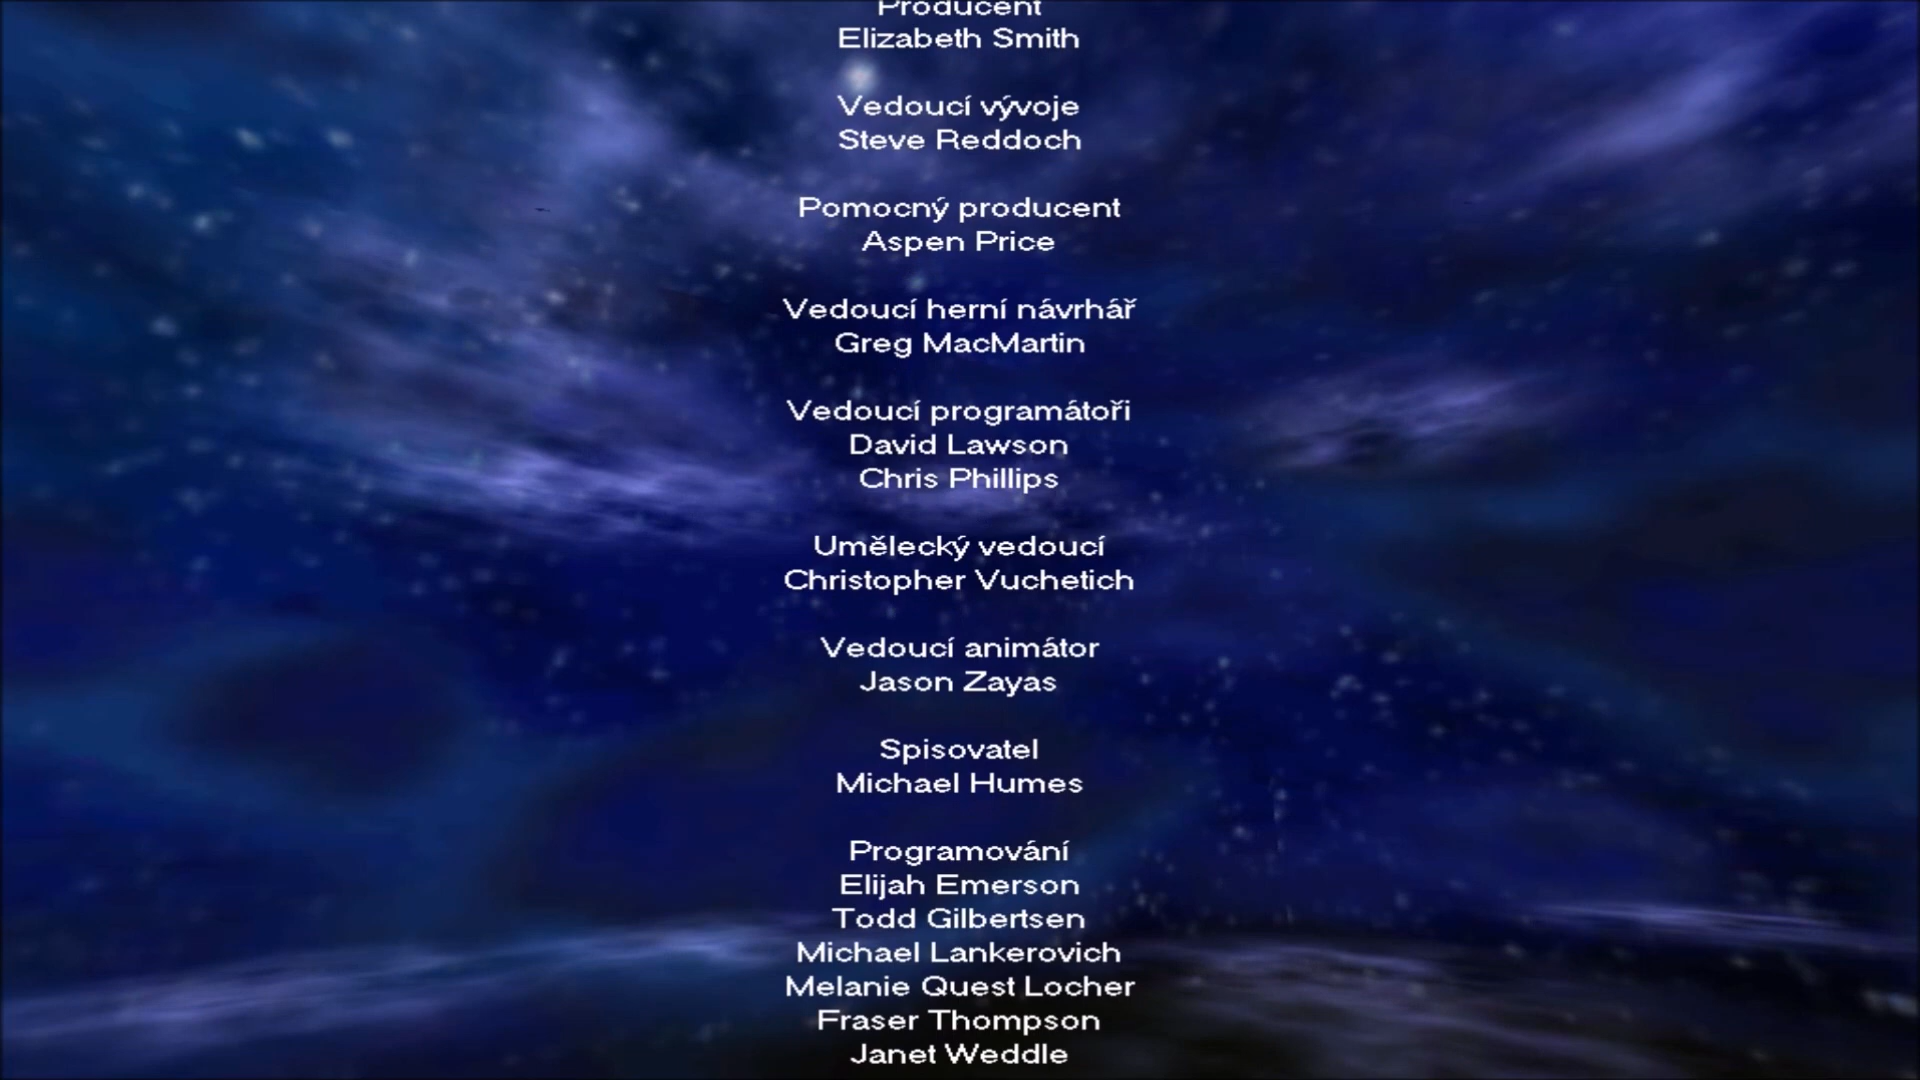 Producent
Elizabeth Smith
Vedoucí vývoje
Steve Reddoch
Pomocný producent
Aspen Price
Vedoucí herní návrhář
Greg MacMartin
Vedoucí programátoři
David Lawson
Chris Phillips
Umělecký vedoucí
Christopher Vuchetich
Vedoucí animátor
Jason Zayas
Spisovatel
Michael Humes
Programování
Elijah Emerson
Todd Gilbertsen
Michael Lankerovich
Melanie Quest Locher
Fraser Thompson
Janet Weddle